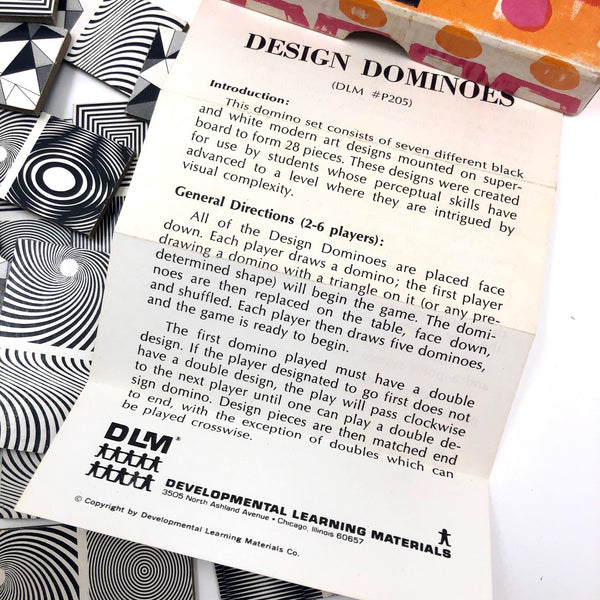 DESIGN DOMINOES
(DLM #P205)
Introduction:
This domino set consists of seven different black
and white modern art designs mounted on super-
board to form 28 pieces. These designs were created
for use by students whose perceptual skills have
advanced to a level where they are intrigued by
visual complexity.
General Directions (2-6 players):
All of the Design Dominoes are placed face
down. Each player draws a domino; the first player
drawing a domino with a triangle on it (or any pre-
determined shape) will begin the game. The domi-
noes are then replaced on the table, face down,
and shuffled. Each player then draws five dominoes,
and the game is ready to begin.
The first domino played must have a double
design. If the player designated to go first does not
have a double design, the play will pass clockwise
to the next player until one can play a double de-
sign domino. Design pieces are then matched end
to end, with the exception of doubles which can
be played crosswise.
DLM®
DEVELOPMENTAL LEARNING MATERIALS
3505 North Ashland Avenue • Chicago, Illinois 60657
© Copyright by Developmental Learning Materials Co.